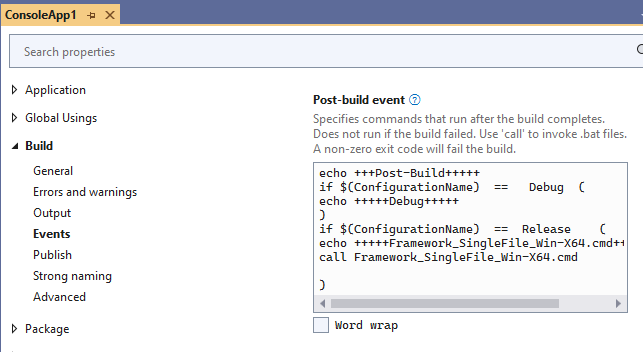 ConsoleApp1
Search properties
Application
Global Usings
Build
General
Errors and warnings
Output
Events
Publish
Strong naming
Advanced
Package
Post-build event
Specifies commands that run after the build completes.
Does not run if the build failed. Use 'call' to invoke .bat files.
A non-zero exit code will fail the build.
echo +++Post-Build+++++
if $(ConfigurationName)  ==   Debug  (
echo +++++Debug+++++
)
if $(ConfigurationName)  ==  Release    (
echo +++++Framework_SingleFile_Win-X64.cmd++
call Framework_SingleFile_Win-X64.cmd
)
Word wrap